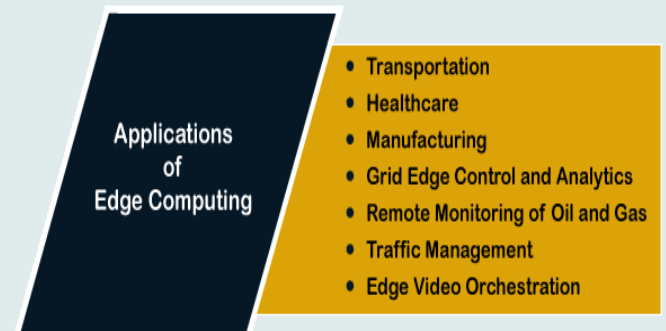 Applications
of
Edge Computing
• Transportation
• Healthcare
• Manufacturing
• Grid Edge Control and Analytics
• Remote Monitoring of Oil and Gas
• Traffic Management
• Edge Video Orchestration